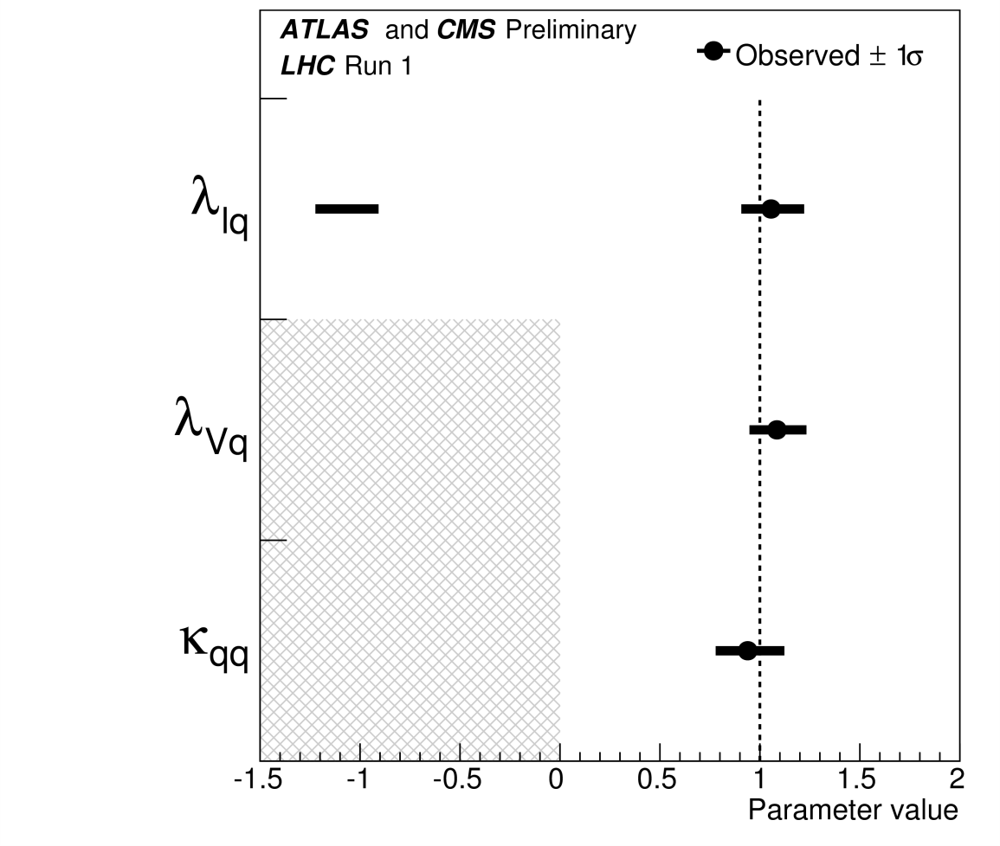 ATLAS and CMS Preliminary
LHC Run 1
Observed ± 1σ
λlq
λVq
κqq
-1.5 -1 -0.5 0 0.5 1 1.5 2
Parameter value